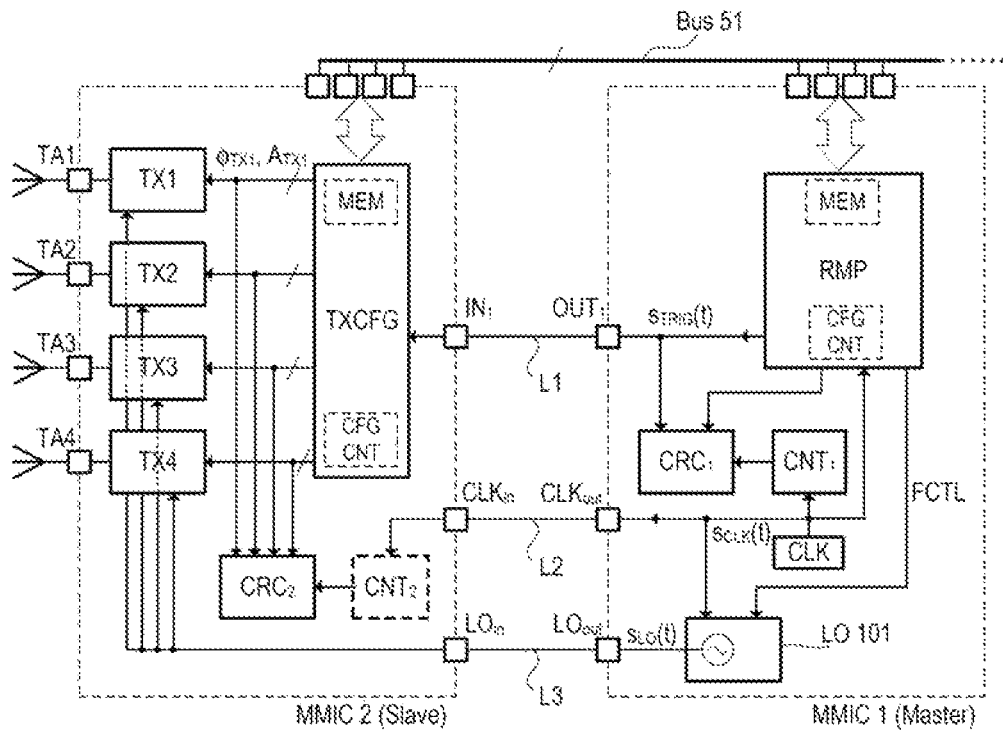 Bus 51
TA1
TX1
ΦTX1, ATX1
MEM
TA2
TX2
TXCFG
TA3
TX3
CFG
CNT
TA4
TX4
IN₁
OUT₁
sTRIG(t)
L1
MEM
RMP
CFG
CNT
CRC₁
CNT₁
FCTL
CLKin
CLKout
sCLK(t)
CLK
L2
CRC₂
CNT₂
LOin
LOout
sLO(t)
LO 101
L3
MMIC 2 (Slave)
MMIC 1 (Master)